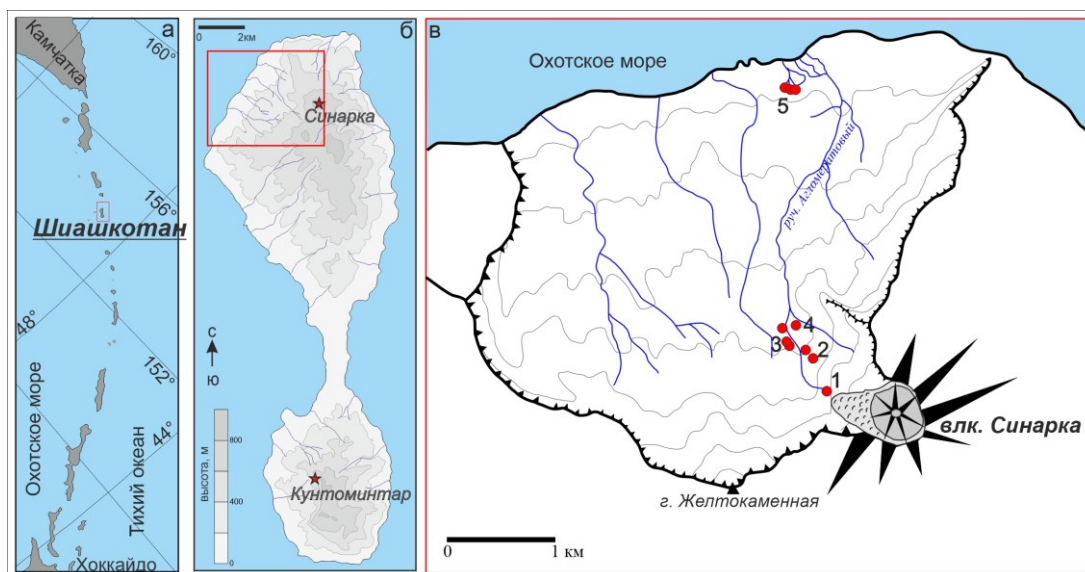 а
Камчатка
160°
156°
Шиашкотан
48°
152°
44°
Охотское море
Тихий океан
Хоккайдо
б
0 2км
Синарка
С
Ю
высота, м
800
400
0
Кунтоминтар
в
Охотское море
5
руч. Агломератовый
4
3
2
1
влк. Синарка
г. Желтокаменная
0 1 км